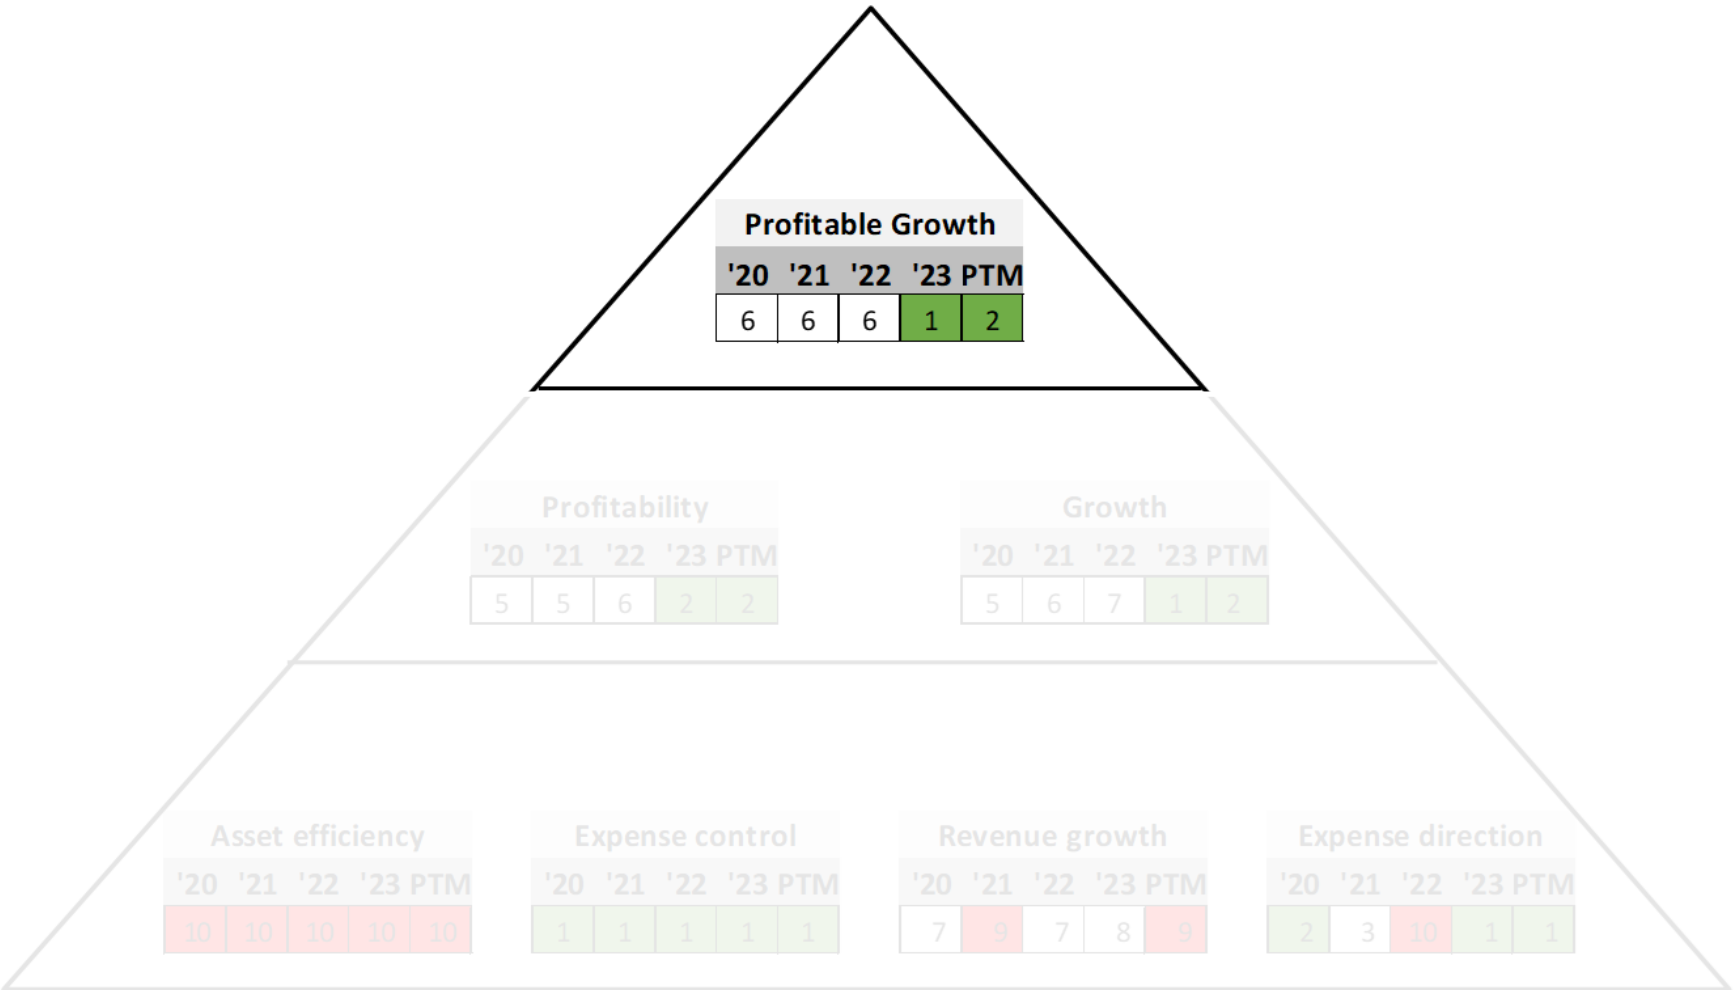 Profitable Growth
'20 '21 '22 '23 PTM
6 6 6 1 2
Profitability Growth
'20 '21 '22 '23 PTM '20 '21 '22 '23 PTM
5 5 6 2 2 5 6 7 1 2
Asset efficiency Expense control Revenue growth Expense direction
'20 '21 '22 '23 PTM '20 '21 '22 '23 PTM '20 '21 '22 '23 PTM '20 '21 '22 '23 PTM
10 10 10 10 10 1 1 1 1 1 7 9 7 8 9 2 3 10 1 1